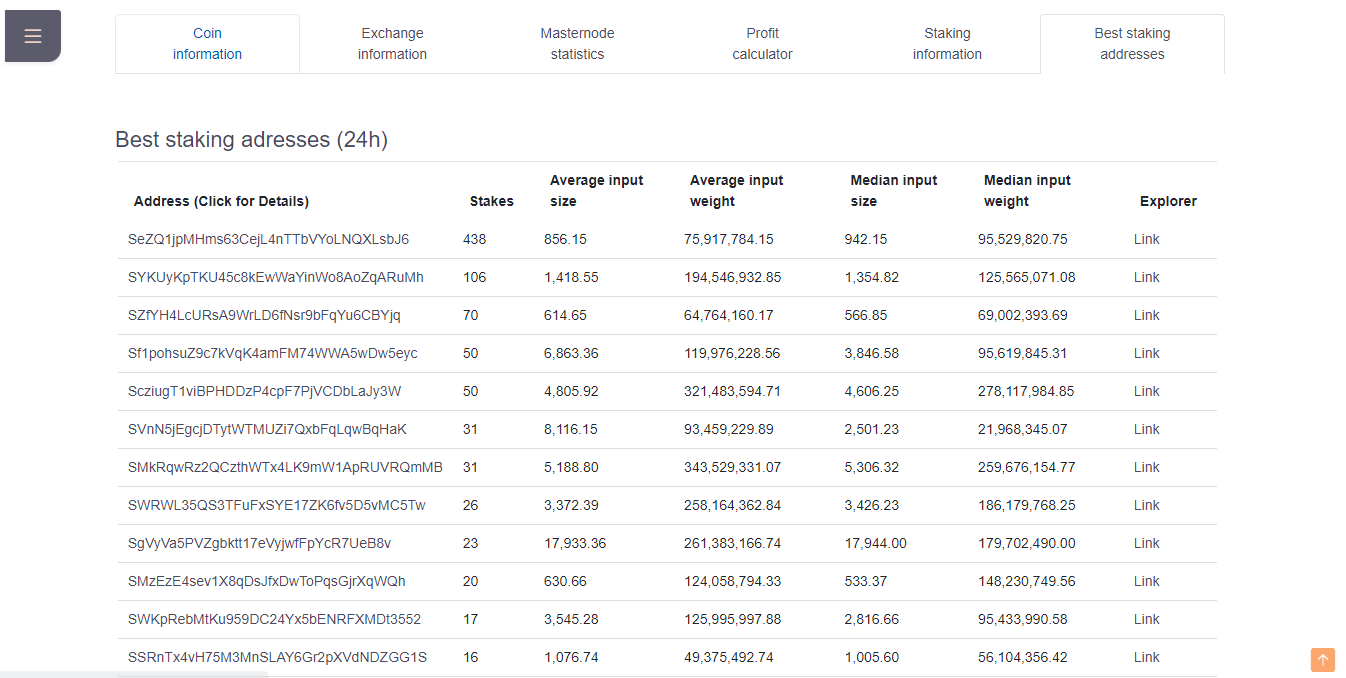 Coin
information
Exchange
information
Masternode
statistics
Profit
calculator
Staking
information
Best staking
addresses
Best staking adresses (24h)
Address (Click for Details) Stakes Average input size Average input weight Median input size Median input weight Explorer
SeZQ1jpMHms63CejL4nTTbVYoLNQXLsbJ6 438 856.15 75,917,784.15 942.15 95,529,820.75 Link
SYKUyKpTKU45c8kEwWaYinWo8AoZqARuMh 106 1,418.55 194,546,932.85 1,354.82 125,565,071.08 Link
SZfYH4LcURsA9WrLD6fNsr9bFqYu6CBYjq 70 614.65 64,764,160.17 566.85 69,002,393.69 Link
Sf1pohsuZ9c7kVqK4amFM74WWA5wDw5eyc 50 6,863.36 119,976,228.56 3,846.58 95,619,845.31 Link
ScziugT1viBPHDDzP4cpF7PjVCDbLaJy3W 50 4,805.92 321,483,594.71 4,606.25 278,117,984.85 Link
SVnN5jEgcjDTytWTMUZi7QxbFqLqwBqHaK 31 8,116.15 93,459,229.89 2,501.23 21,968,345.07 Link
SMkRqwRz2QCzthWTx4LK9mW1ApRUVRQmMB 31 5,188.80 343,529,331.07 5,306.32 259,676,154.77 Link
SWRWL35QS3TFuFxSYE17ZK6fv5D5vMC5Tw 26 3,372.39 258,164,362.84 3,426.23 186,179,768.25 Link
SgVyVa5PVZgbktt17eVyjwfFpYcR7UeB8v 23 17,933.36 261,383,166.74 17,944.00 179,702,490.00 Link
SMzEzE4sev1X8qDsJfxDwToPqsGjrXqWQh 20 630.66 124,058,794.33 533.37 148,230,749.56 Link
SWKpRebMtKu959DC24Yx5bENRFXMDt3552 17 3,545.28 125,995,997.88 2,816.66 95,433,990.58 Link
SSRnTx4vH75M3MnSLAY6Gr2pXVdNDZGG1S 16 1,076.74 49,375,492.74 1,005.60 56,104,356.42 Link